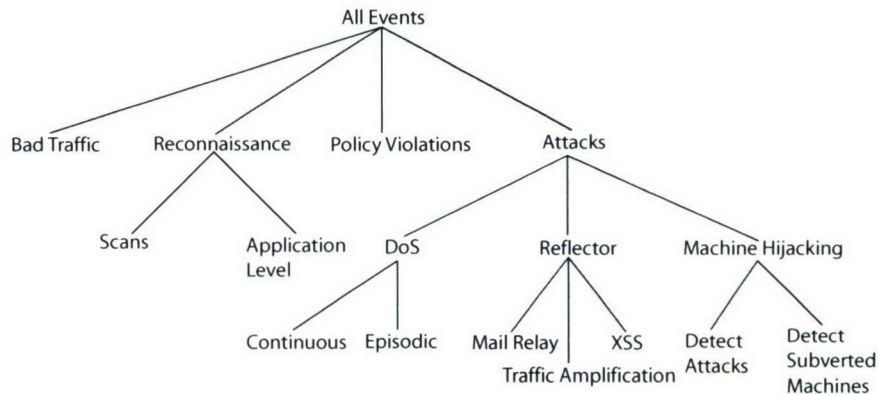 All Events
Bad Traffic
Reconnaissance
Policy Violations
Attacks
Scans
Application
Level
DoS
Reflector
Machine Hijacking
Continuous
Episodic
Mail Relay
Traffic Amplification
XSS
Detect
Attacks
Detect
Subverted
Machines